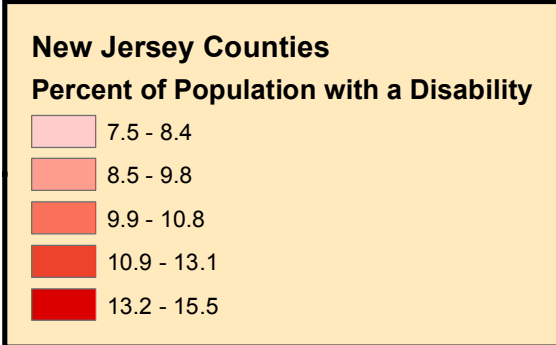 New Jersey Counties
Percent of Population with a Disability
7.5 - 8.4
8.5 - 9.8
9.9 - 10.8
10.9 - 13.1
13.2 - 15.5